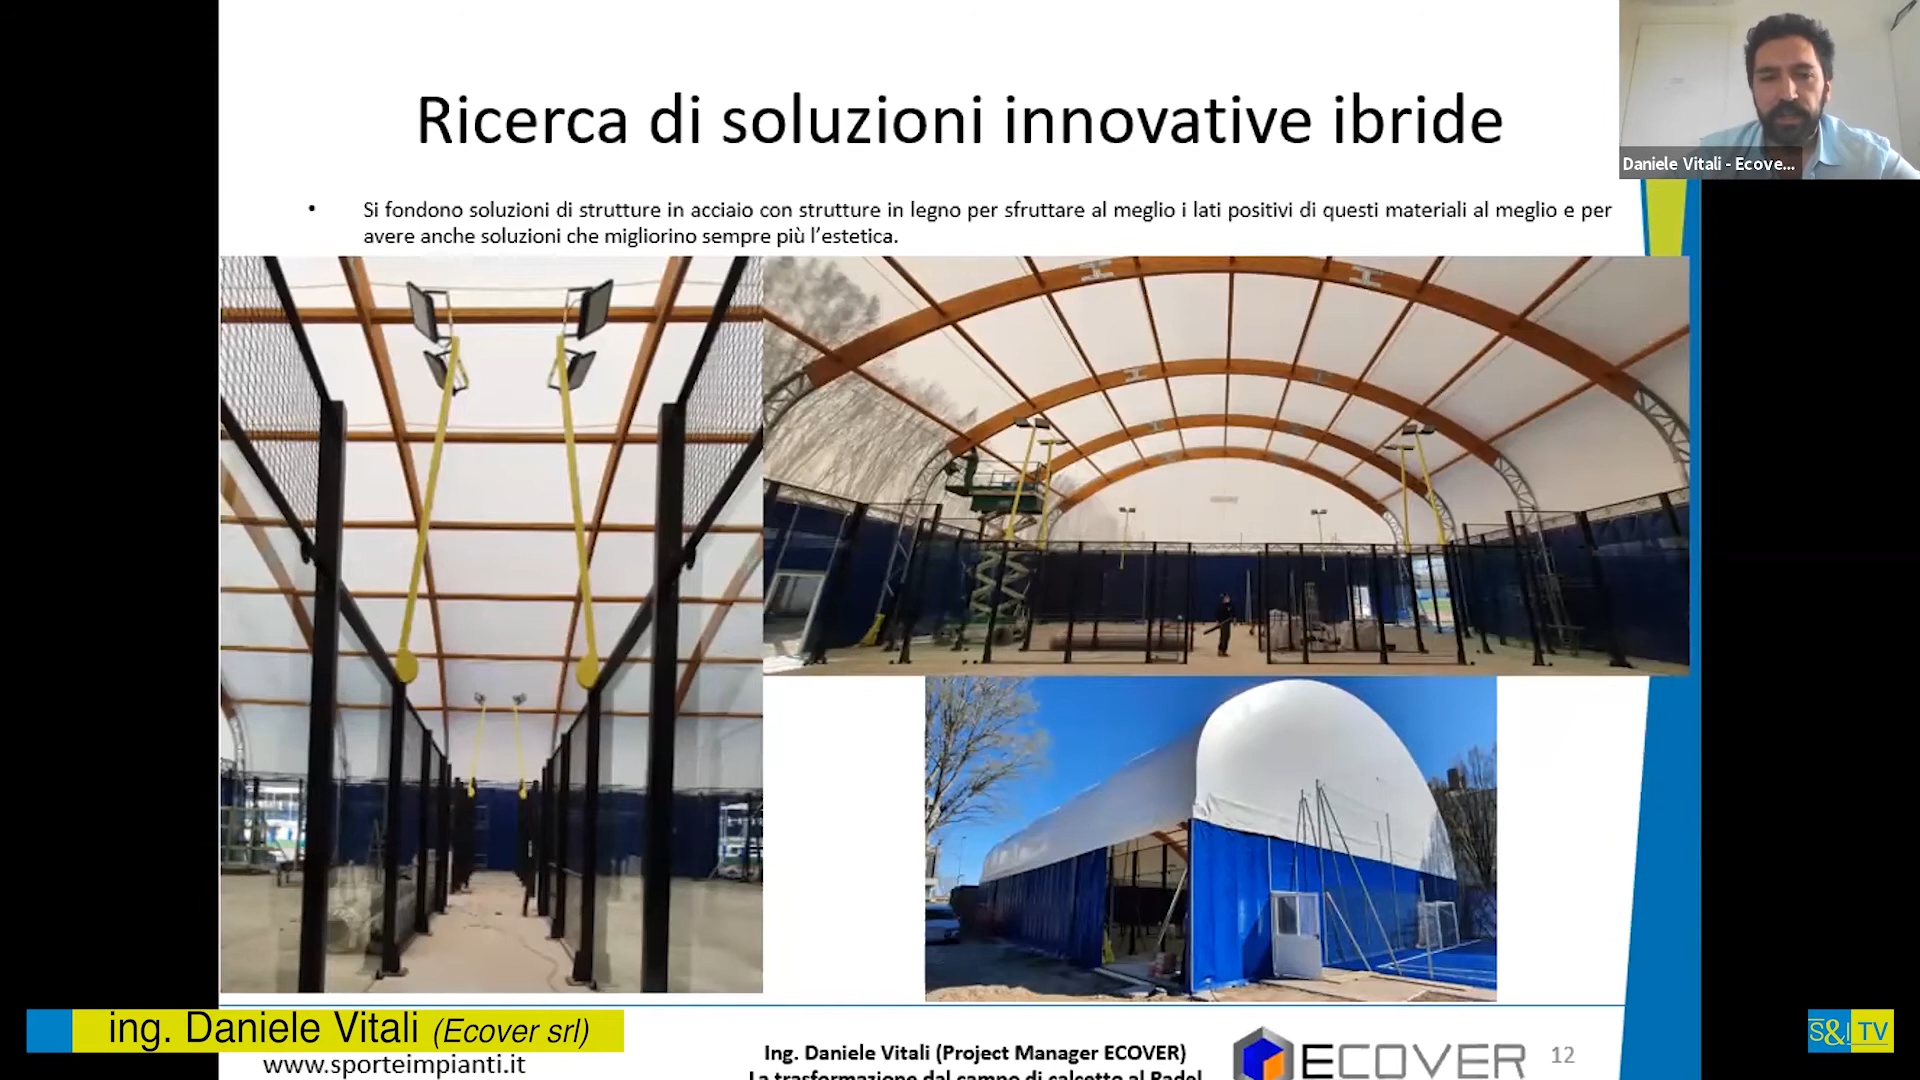 Ricerca di soluzioni innovative ibride
Daniele Vitali - Ecove...
• Si fondono soluzioni di strutture in acciaio con strutture in legno per sfruttare al meglio i lati positivi di questi materiali al meglio e per
avere anche soluzioni che migliorino sempre più l'estetica.
ing. Daniele Vitali (Ecover srl)
www.sporteimpianti.it
Ing. Daniele Vitali (Project Manager ECOVER)
La trasformazione dal campo di calcetto al Padel
ECOVER
12
S&I TV